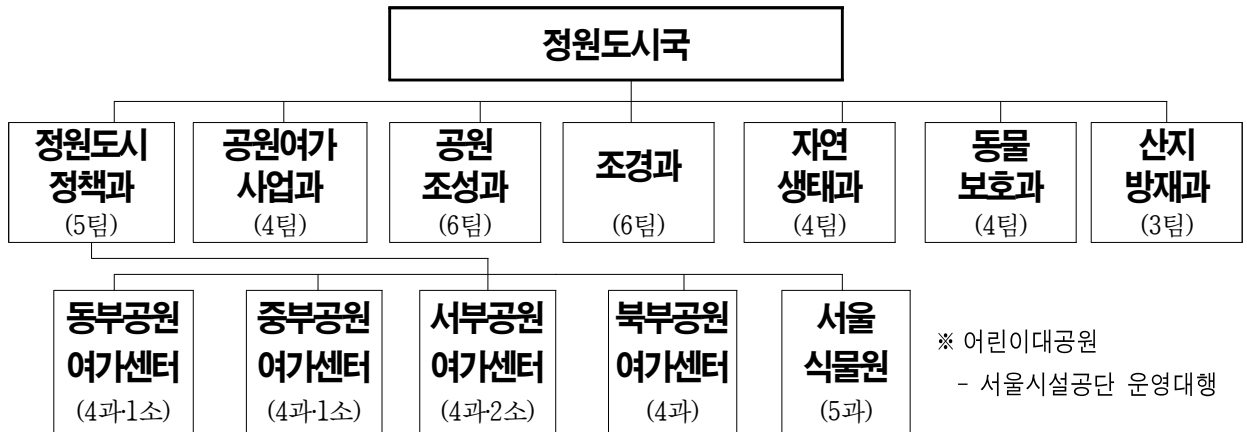 정원도시국
정원도시
정책과
(5팀)
공원여가
사업과
(4팀)
공원
조성과
(6팀)
조경과
(6팀)
자연
생태과
(4팀)
동물
보호과
(4팀)
산지
방재과
(3팀)
동부공원
여가센터
(4과·1소)
중부공원
여가센터
(4과·1소)
서부공원
여가센터
(4과·2소)
북부공원
여가센터
(4과)
서울
식물원
(5과)
※ 어린이대공원
- 서울시설공단 운영대행